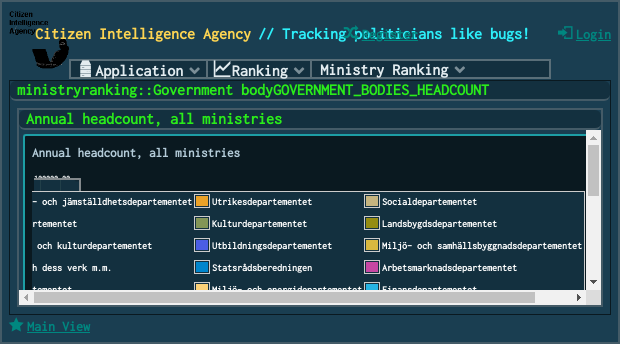 Citizen
Intelligence
Agency
Citizen Intelligence Agency // Tracking politicians like bugs!
Register
Login
Application
Ranking
Ministry Ranking
ministryranking::Government bodyGOVERNMENT_BODIES_HEADCOUNT
Annual headcount, all ministries
Annual headcount, all ministries
- och jämställdhetsdepartementet Utrikesdepartementet Socialdepartementet
rtementet Kulturdepartementet Landsbygdsdepartementet
och kulturdepartementet Utbildningsdepartementet Miljö- och samhällsbyggnadsdepartementet
h dess verk m.m. Statsrådsberedningen Arbetsmarknadsdepartementet
tementet Miljö- och energidepartementet Finansdepartementet
Main View